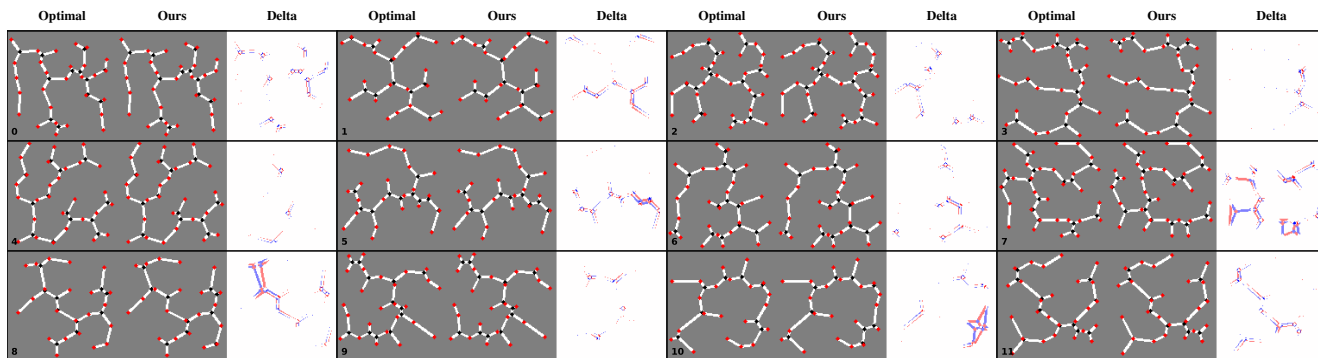 Optimal Ours Delta Optimal Ours Delta Optimal Ours Delta Optimal Ours Delta
0 1 2 3
4 5 6 7
8 9 10 11